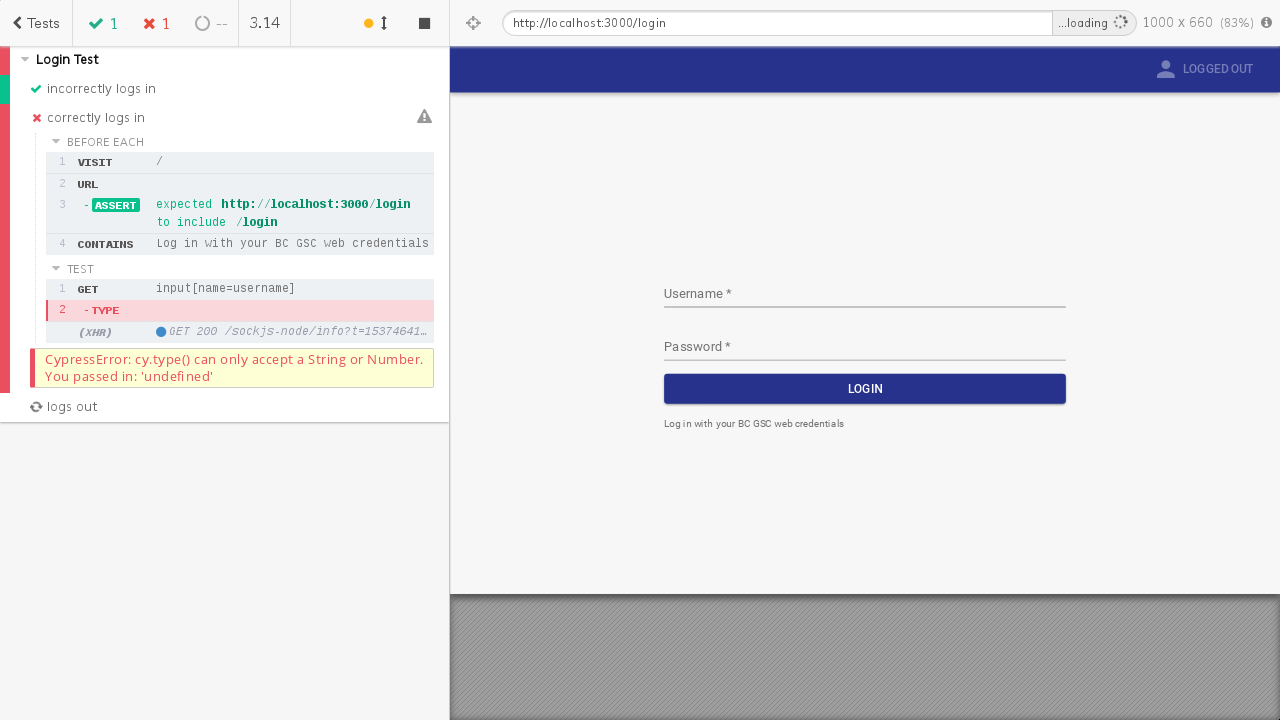 Tests
1
1
--
3.14
http://localhost:3000/login
...loading
1000 x 660 (83%)
Login Test
incorrectly logs in
correctly logs in
BEFORE EACH
1 VISIT /
2 URL
3 - ASSERT expected http://localhost:3000/login
to include /login
4 CONTAINS Log in with your BC GSC web credentials
TEST
1 GET input[name=username]
2 - TYPE
(XHR) GET 200 /sockjs-node/info?t=15374641…
CypressError: cy.type() can only accept a String or Number.
You passed in: 'undefined'
logs out
LOGGED OUT
Username *
Password *
LOGIN
Log in with your BC GSC web credentials